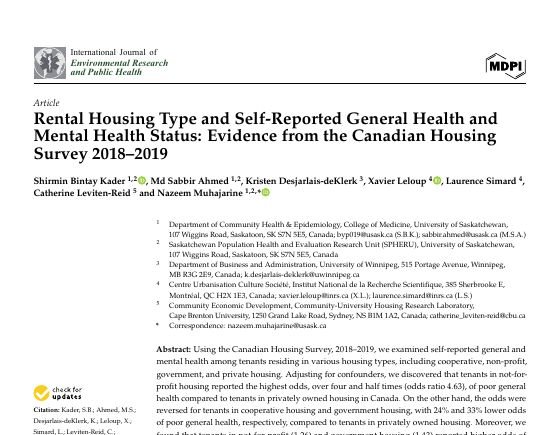 International Journal of
Environmental Research
and Public Health
MDPI
Article
Rental Housing Type and Self-Reported General Health and
Mental Health Status: Evidence from the Canadian Housing
Survey 2018–2019
Shirmin Bintay Kader 1,2, Md Sabbir Ahmed 1,2, Kristen Desjarlais-deKlerk 3, Xavier Leloup 4, Laurence Simard 4,
Catherine Leviten-Reid 5 and Nazeem Muhajarine 1,2,*
1 Department of Community Health & Epidemiology, College of Medicine, University of Saskatchewan,
107 Wiggins Road, Saskatoon, SK S7N 5E5, Canada; byp019@usask.ca (S.B.K.); sabbir.ahmed@usask.ca (M.S.A.)
2 Saskatchewan Population Health and Evaluation Research Unit (SPHERU), University of Saskatchewan,
107 Wiggins Road, Saskatoon, SK S7N 5E5, Canada
3 Department of Business and Administration, University of Winnipeg, 515 Portage Avenue, Winnipeg,
MB R3G 2E9, Canada; k.desjarlais-deklerk@uwinnipeg.ca
4 Centre Urbanisation Culture Société, Institut National de la Recherche Scientifique, 385 Sherbrooke E,
Montréal, QC H2X 1E3, Canada; xavier.leloup@inrs.ca (X.L.); laurence.simard@inrs.ca (L.S.)
5 Community Economic Development, Community-University Housing Research,
Cape Breton University, 1250 Grand Lake Road, Sydney, NS B1M 1A2, Canada; catherine_leviten-reid@cbu.ca
* Correspondence: nazeem.muhajarine@usask.ca
Abstract: Using the Canadian Housing Survey, 2018–2019, we examined self-reported general and
mental health among tenants residing in various housing types, including cooperative, non-profit,
government, and private housing. Adjusting for confounders, we discovered that tenants in not-for-
profit housing reported the highest odds, over four and half times (odds ratio 4.63), of poor general
health compared to tenants in privately owned housing in Canada. On the other hand, the odds were
reversed for tenants in cooperative housing and government housing, with 24% and 33% lower odds
of poor general health, respectively, compared to tenants in privately owned housing. Moreover, we
check for
updates
Citation: Kader, S.B.; Ahmed, M.S.;
Desjarlais-deKlerk, K.; Leloup, X.;
Simard, L.; Leviten-Reid, C.;